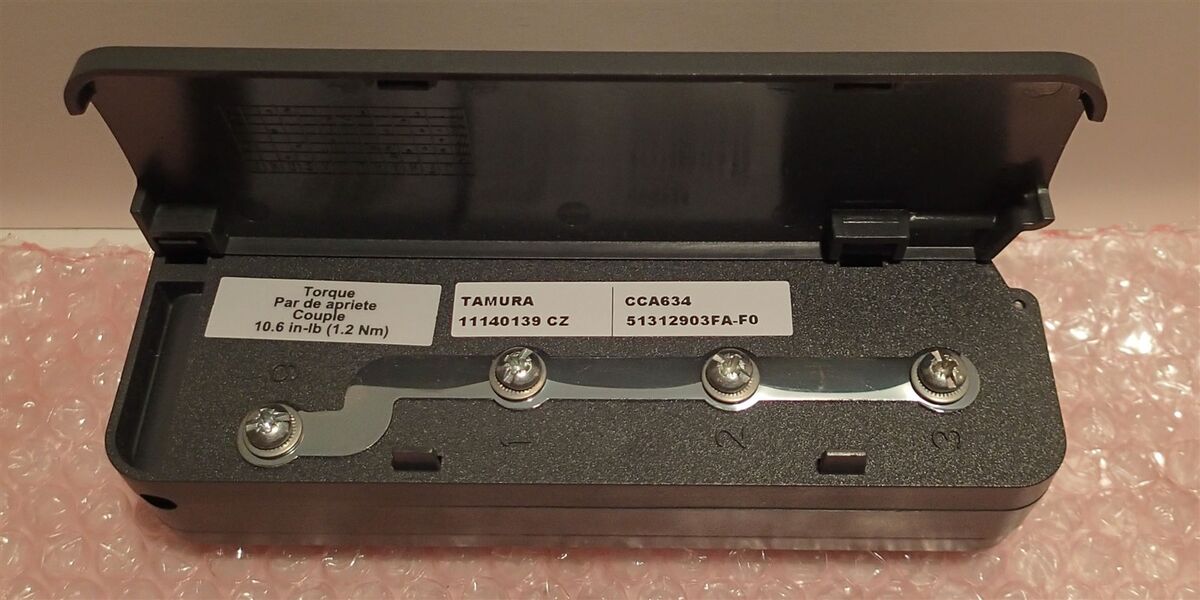 Torque
Par de apriete
Couple
10.6 in-lb (1.2 Nm)
TAMURA
11140139 CZ
CCA634
51312903FA-F0
1
2
3